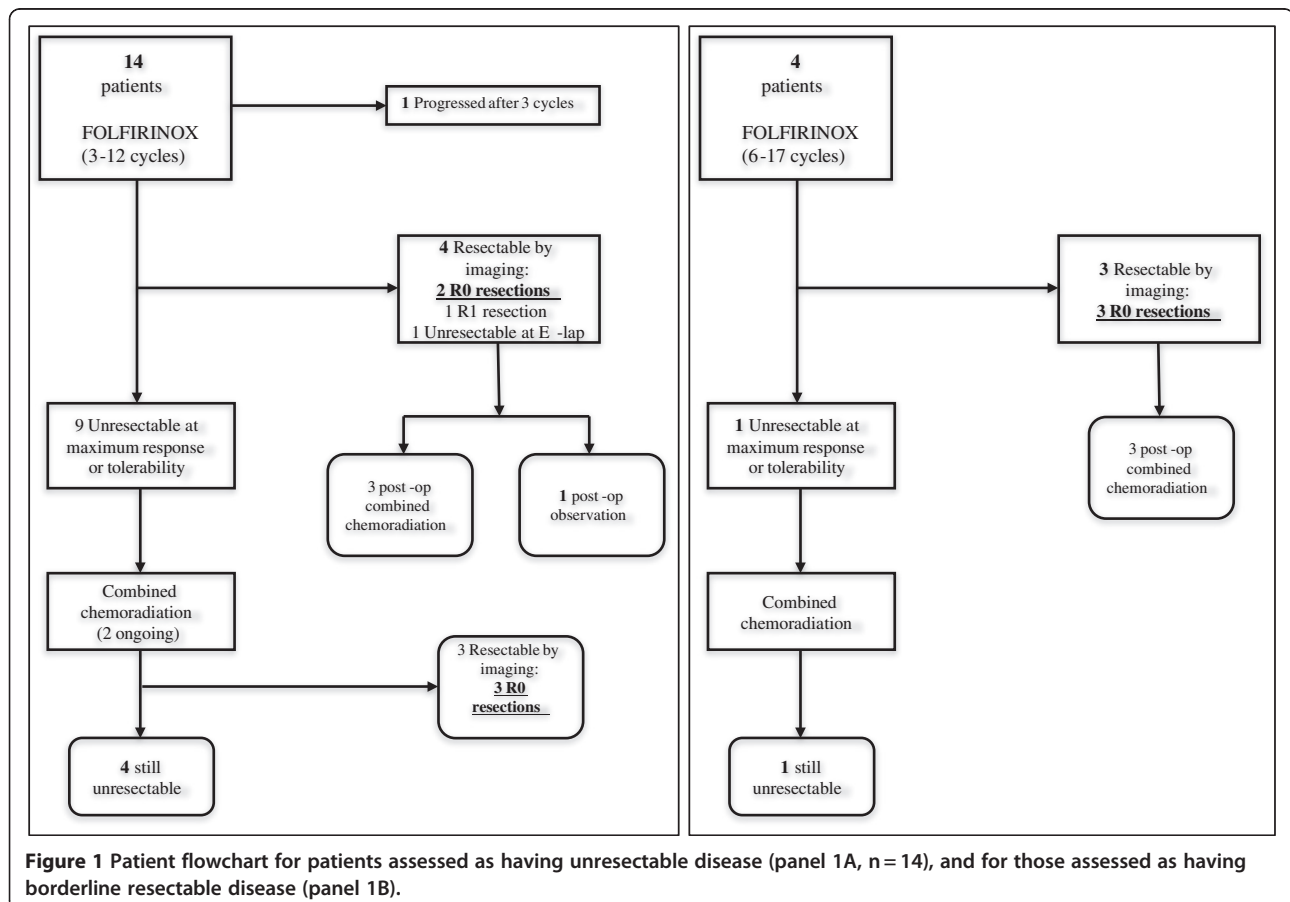 14
patients
FOLFIRINOX
(3-12 cycles)
1 Progressed after 3 cycles
4 Resectable by
imaging:
2 R0 resections
1 R1 resection
1 Unresectable at E -lap
9 Unresectable at
maximum response
or tolerability
3 post -op
combined
chemoradiation
1 post -op
observation
Combined
chemoradiation
(2 ongoing)
3 Resectable by
imaging:
3 R0
resections
4 still
unresectable
4
patients
FOLFIRINOX
(6-17 cycles)
3 Resectable by
imaging:
3 R0 resections
1 Unresectable at
maximum response
or tolerability
3 post -op
combined
chemoradiation
Combined
chemoradiation
1 still
unresectable
Figure 1 Patient flowchart for patients assessed as having unresectable disease (panel 1A, n = 14), and for those assessed as having
borderline resectable disease (panel 1B).